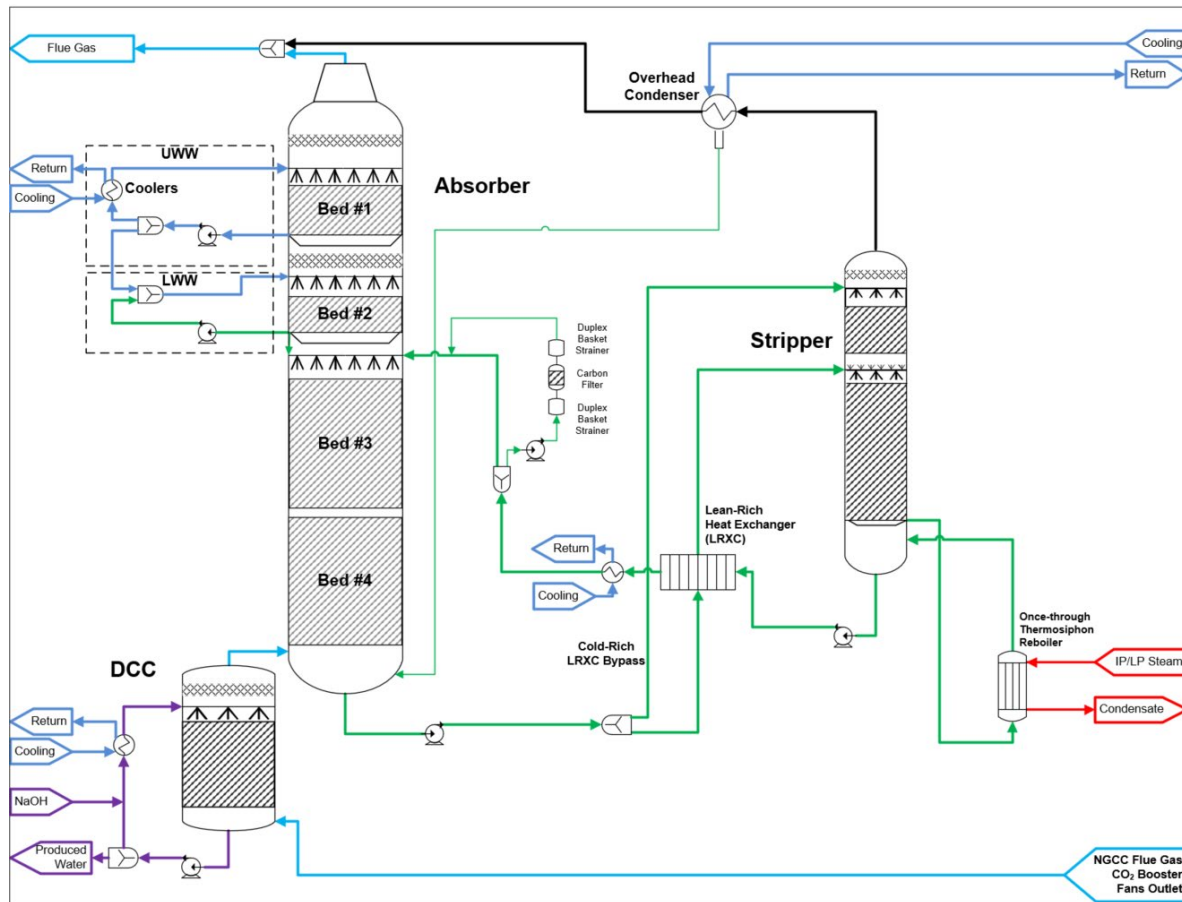 Flue Gas
Cooling
Return
Overhead
Condenser
UWW
Return
Cooling
Coolers
Absorber
Bed #1
LWW
Bed #2
Stripper
Duplex
Basket
Strainer
Carbon
Filter
Duplex
Basket
Strainer
Bed #3
Lean-Rich
Heat Exchanger
(LRXC)
Return
Cooling
Bed #4
Once-through
Thermosiphon
Reboiler
Cold-Rich
LRXC Bypass
IP/LP Steam
Condensate
DCC
Return
Cooling
NaOH
Produced
Water
NGCC Flue Gas
CO₂ Booster
Fans Outlet